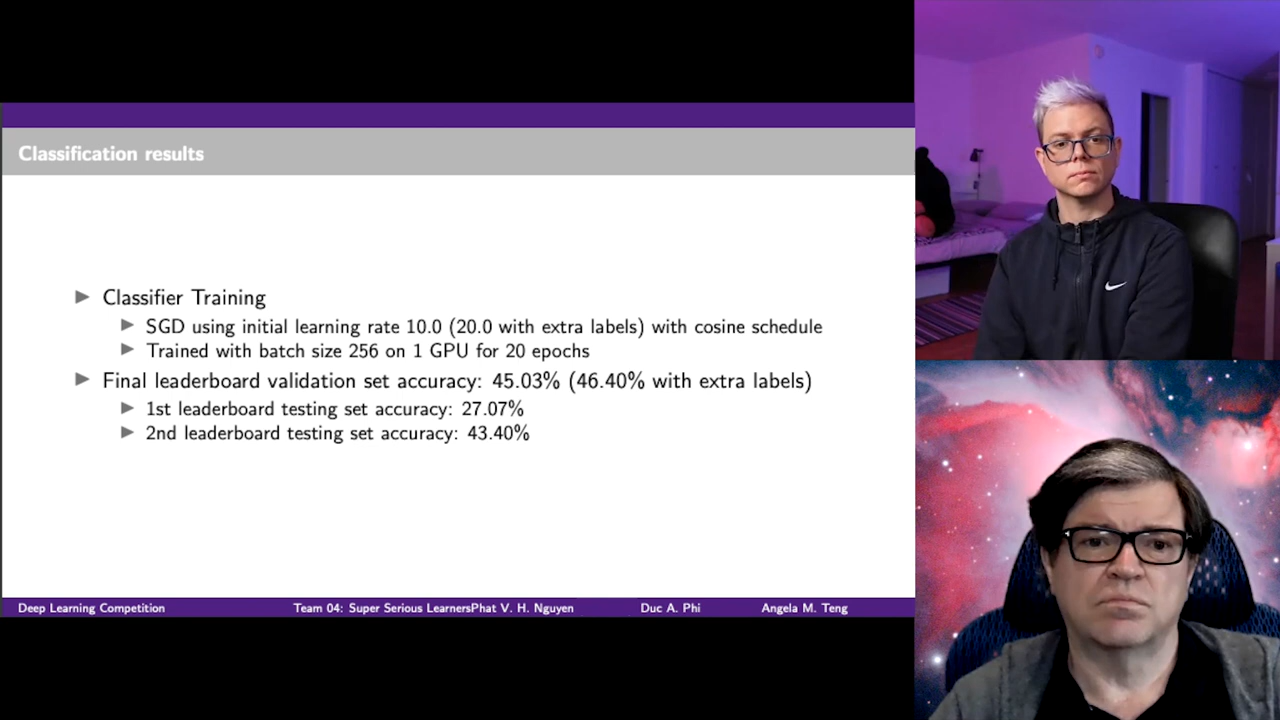 Classification results
Classifier Training
SGD using initial learning rate 10.0 (20.0 with extra labels) with cosine schedule
Trained with batch size 256 on 1 GPU for 20 epochs
Final leaderboard validation set accuracy: 45.03% (46.40% with extra labels)
1st leaderboard testing set accuracy: 27.07%
2nd leaderboard testing set accuracy: 43.40%
Deep Learning Competition Team 04: Super Serious LearnersPhat V. H. Nguyen Duc A. Phi Angela M. Teng